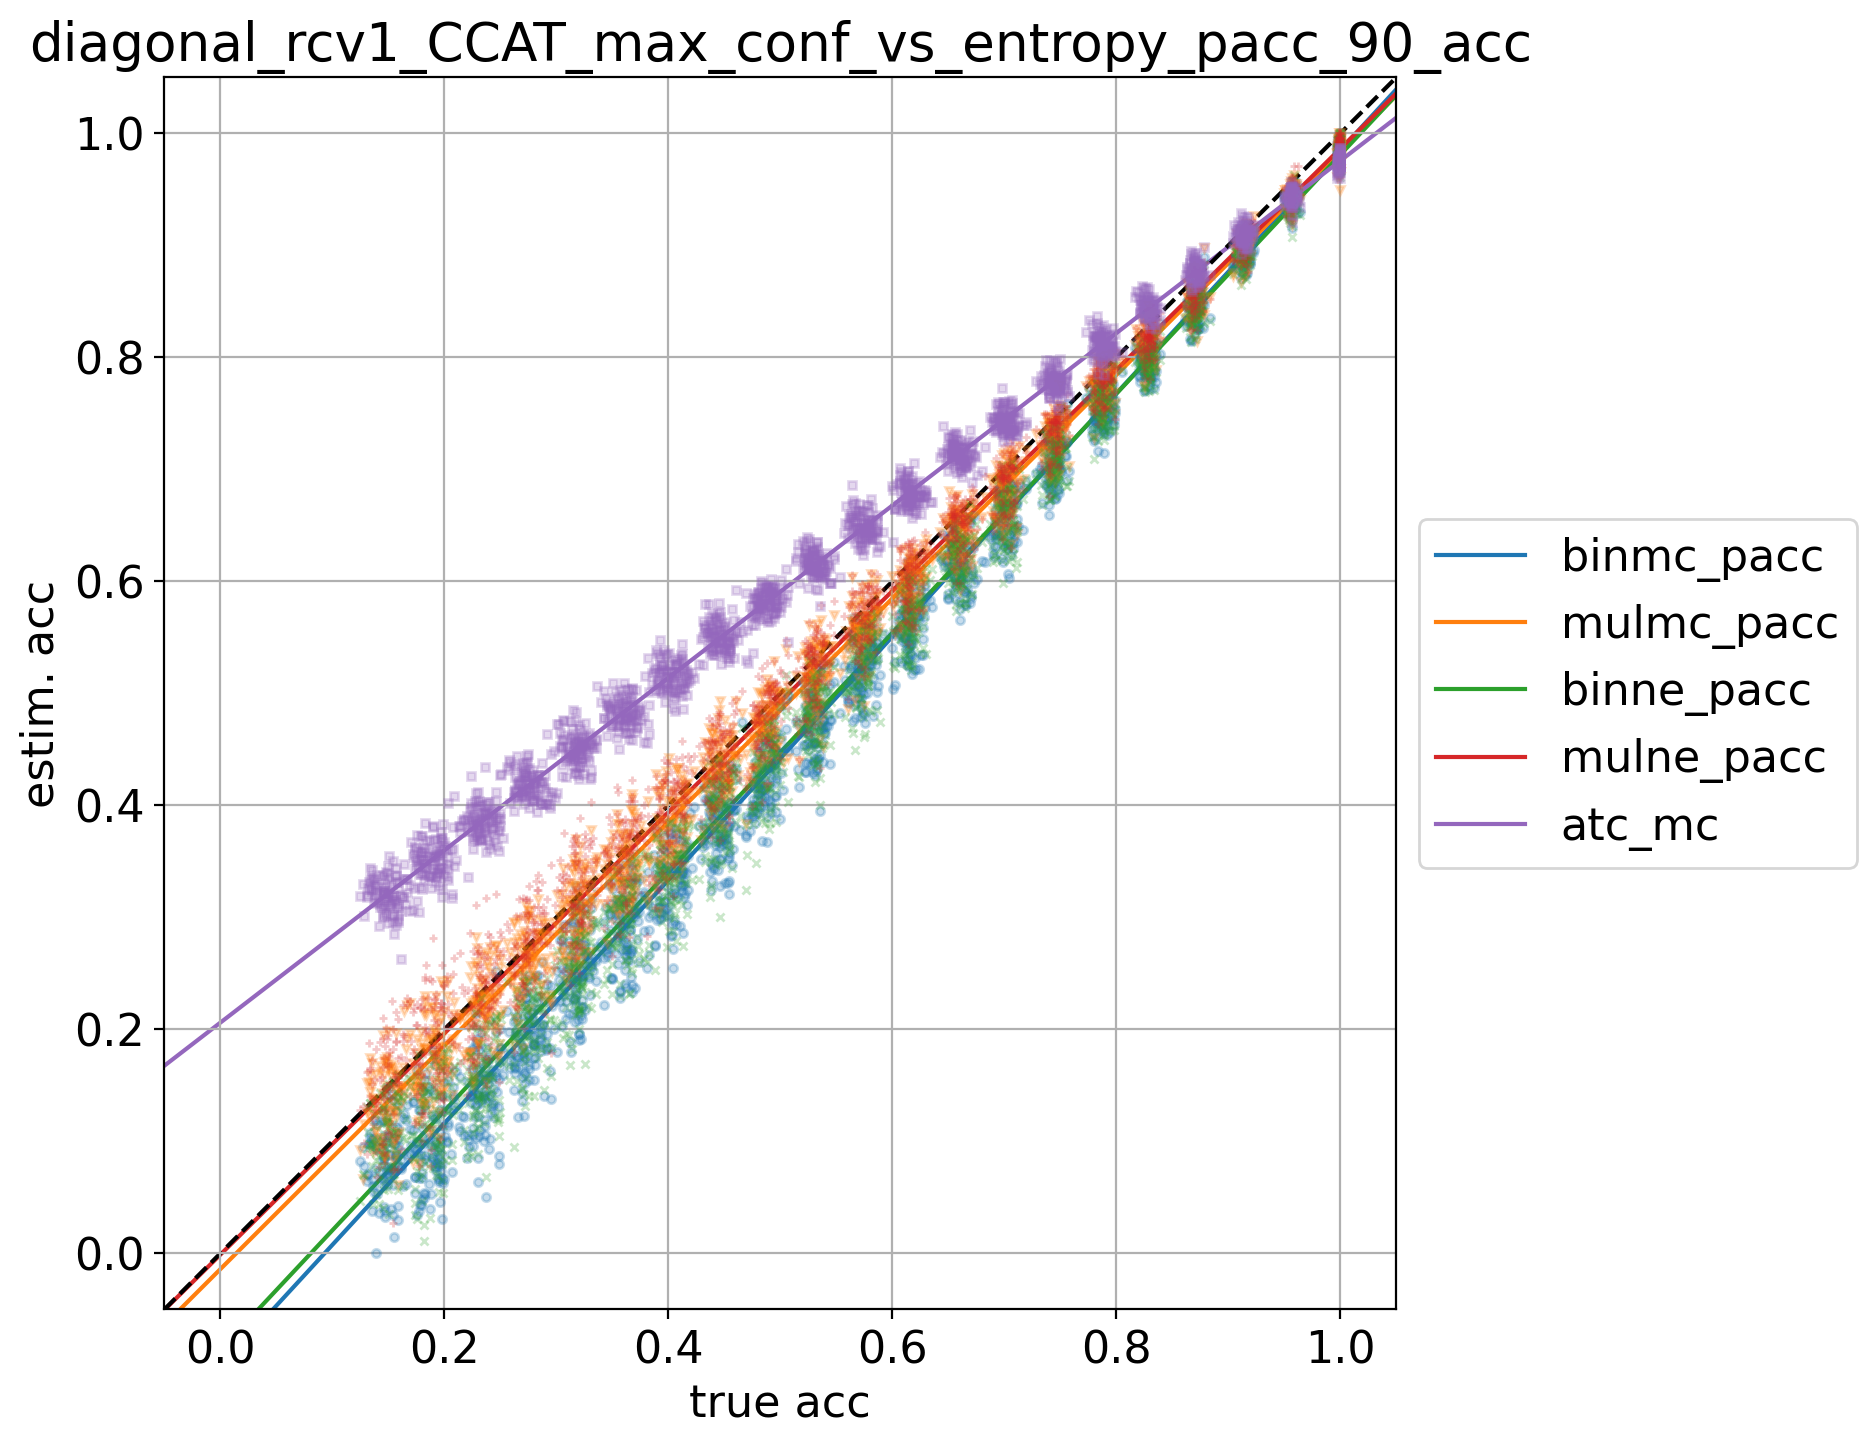 diagonal_rcv1_CCAT_max_conf_vs_entropy_pacc_90_acc
1.0
0.8
0.6
0.4
0.2
0.0
estim. acc
0.0 0.2 0.4 0.6 0.8 1.0
true acc
binmc_pacc
mulmc_pacc
binne_pacc
mulne_pacc
atc_mc